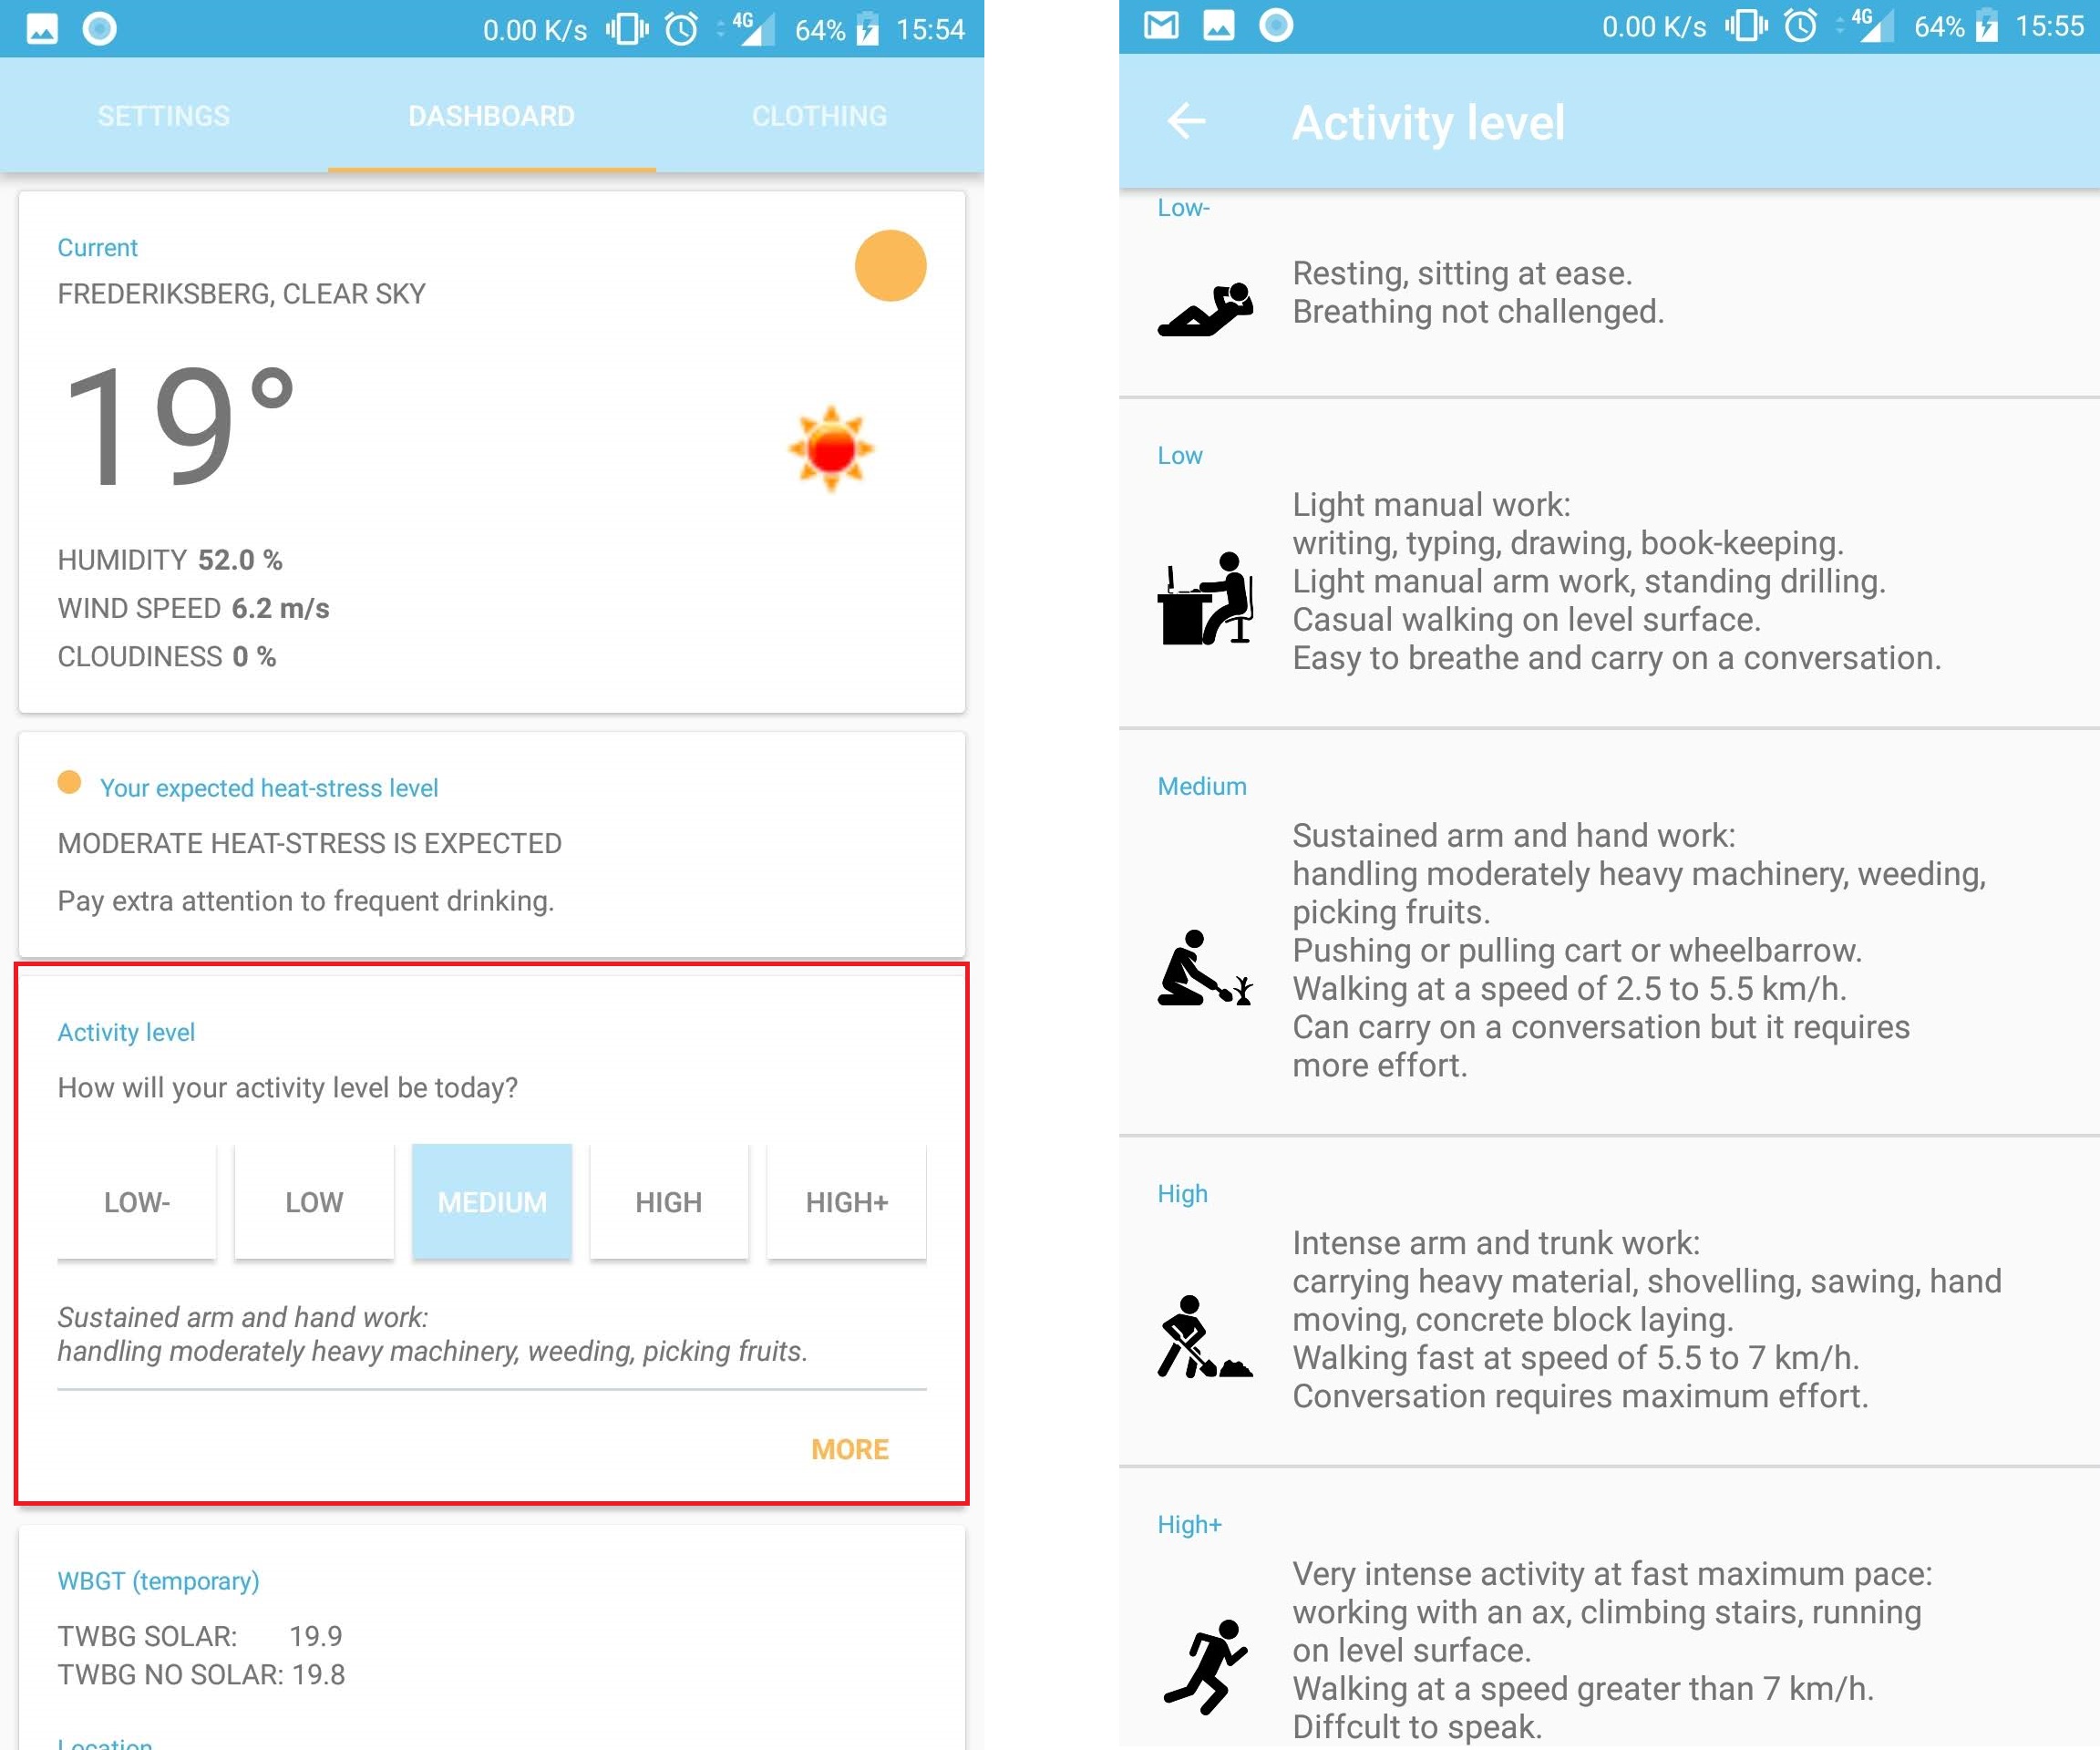 0.00 K/s 4G 64% 15:54
SETTINGS DASHBOARD CLOTHING
Current
FREDERIKSBERG, CLEAR SKY
19°
HUMIDITY 52.0 %
WIND SPEED 6.2 m/s
CLOUDINESS 0 %
Your expected heat-stress level
MODERATE HEAT-STRESS IS EXPECTED
Pay extra attention to frequent drinking.
Activity level
How will your activity level be today?
LOW- LOW MEDIUM HIGH HIGH+
Sustained arm and hand work:
handling moderately heavy machinery, weeding, picking fruits.
MORE
WBGT (temporary)
TWBG SOLAR: 19.9
TWBG NO SOLAR: 19.8
Location
0.00 K/s 4G 64% 15:55
Activity level
Low-
Resting, sitting at ease.
Breathing not challenged.
Low
Light manual work:
writing, typing, drawing, book-keeping.
Light manual arm work, standing drilling.
Casual walking on level surface.
Easy to breathe and carry on a conversation.
Medium
Sustained arm and hand work:
handling moderately heavy machinery, weeding,
picking fruits.
Pushing or pulling cart or wheelbarrow.
Walking at a speed of 2.5 to 5.5 km/h.
Can carry on a conversation but it requires
more effort.
High
Intense arm and trunk work:
carrying heavy material, shovelling, sawing, hand
moving, concrete block laying.
Walking fast at speed of 5.5 to 7 km/h.
Conversation requires maximum effort.
High+
Very intense activity at fast maximum pace:
working with an ax, climbing stairs, running
on level surface.
Walking at a speed greater than 7 km/h.
Diffcult to speak.